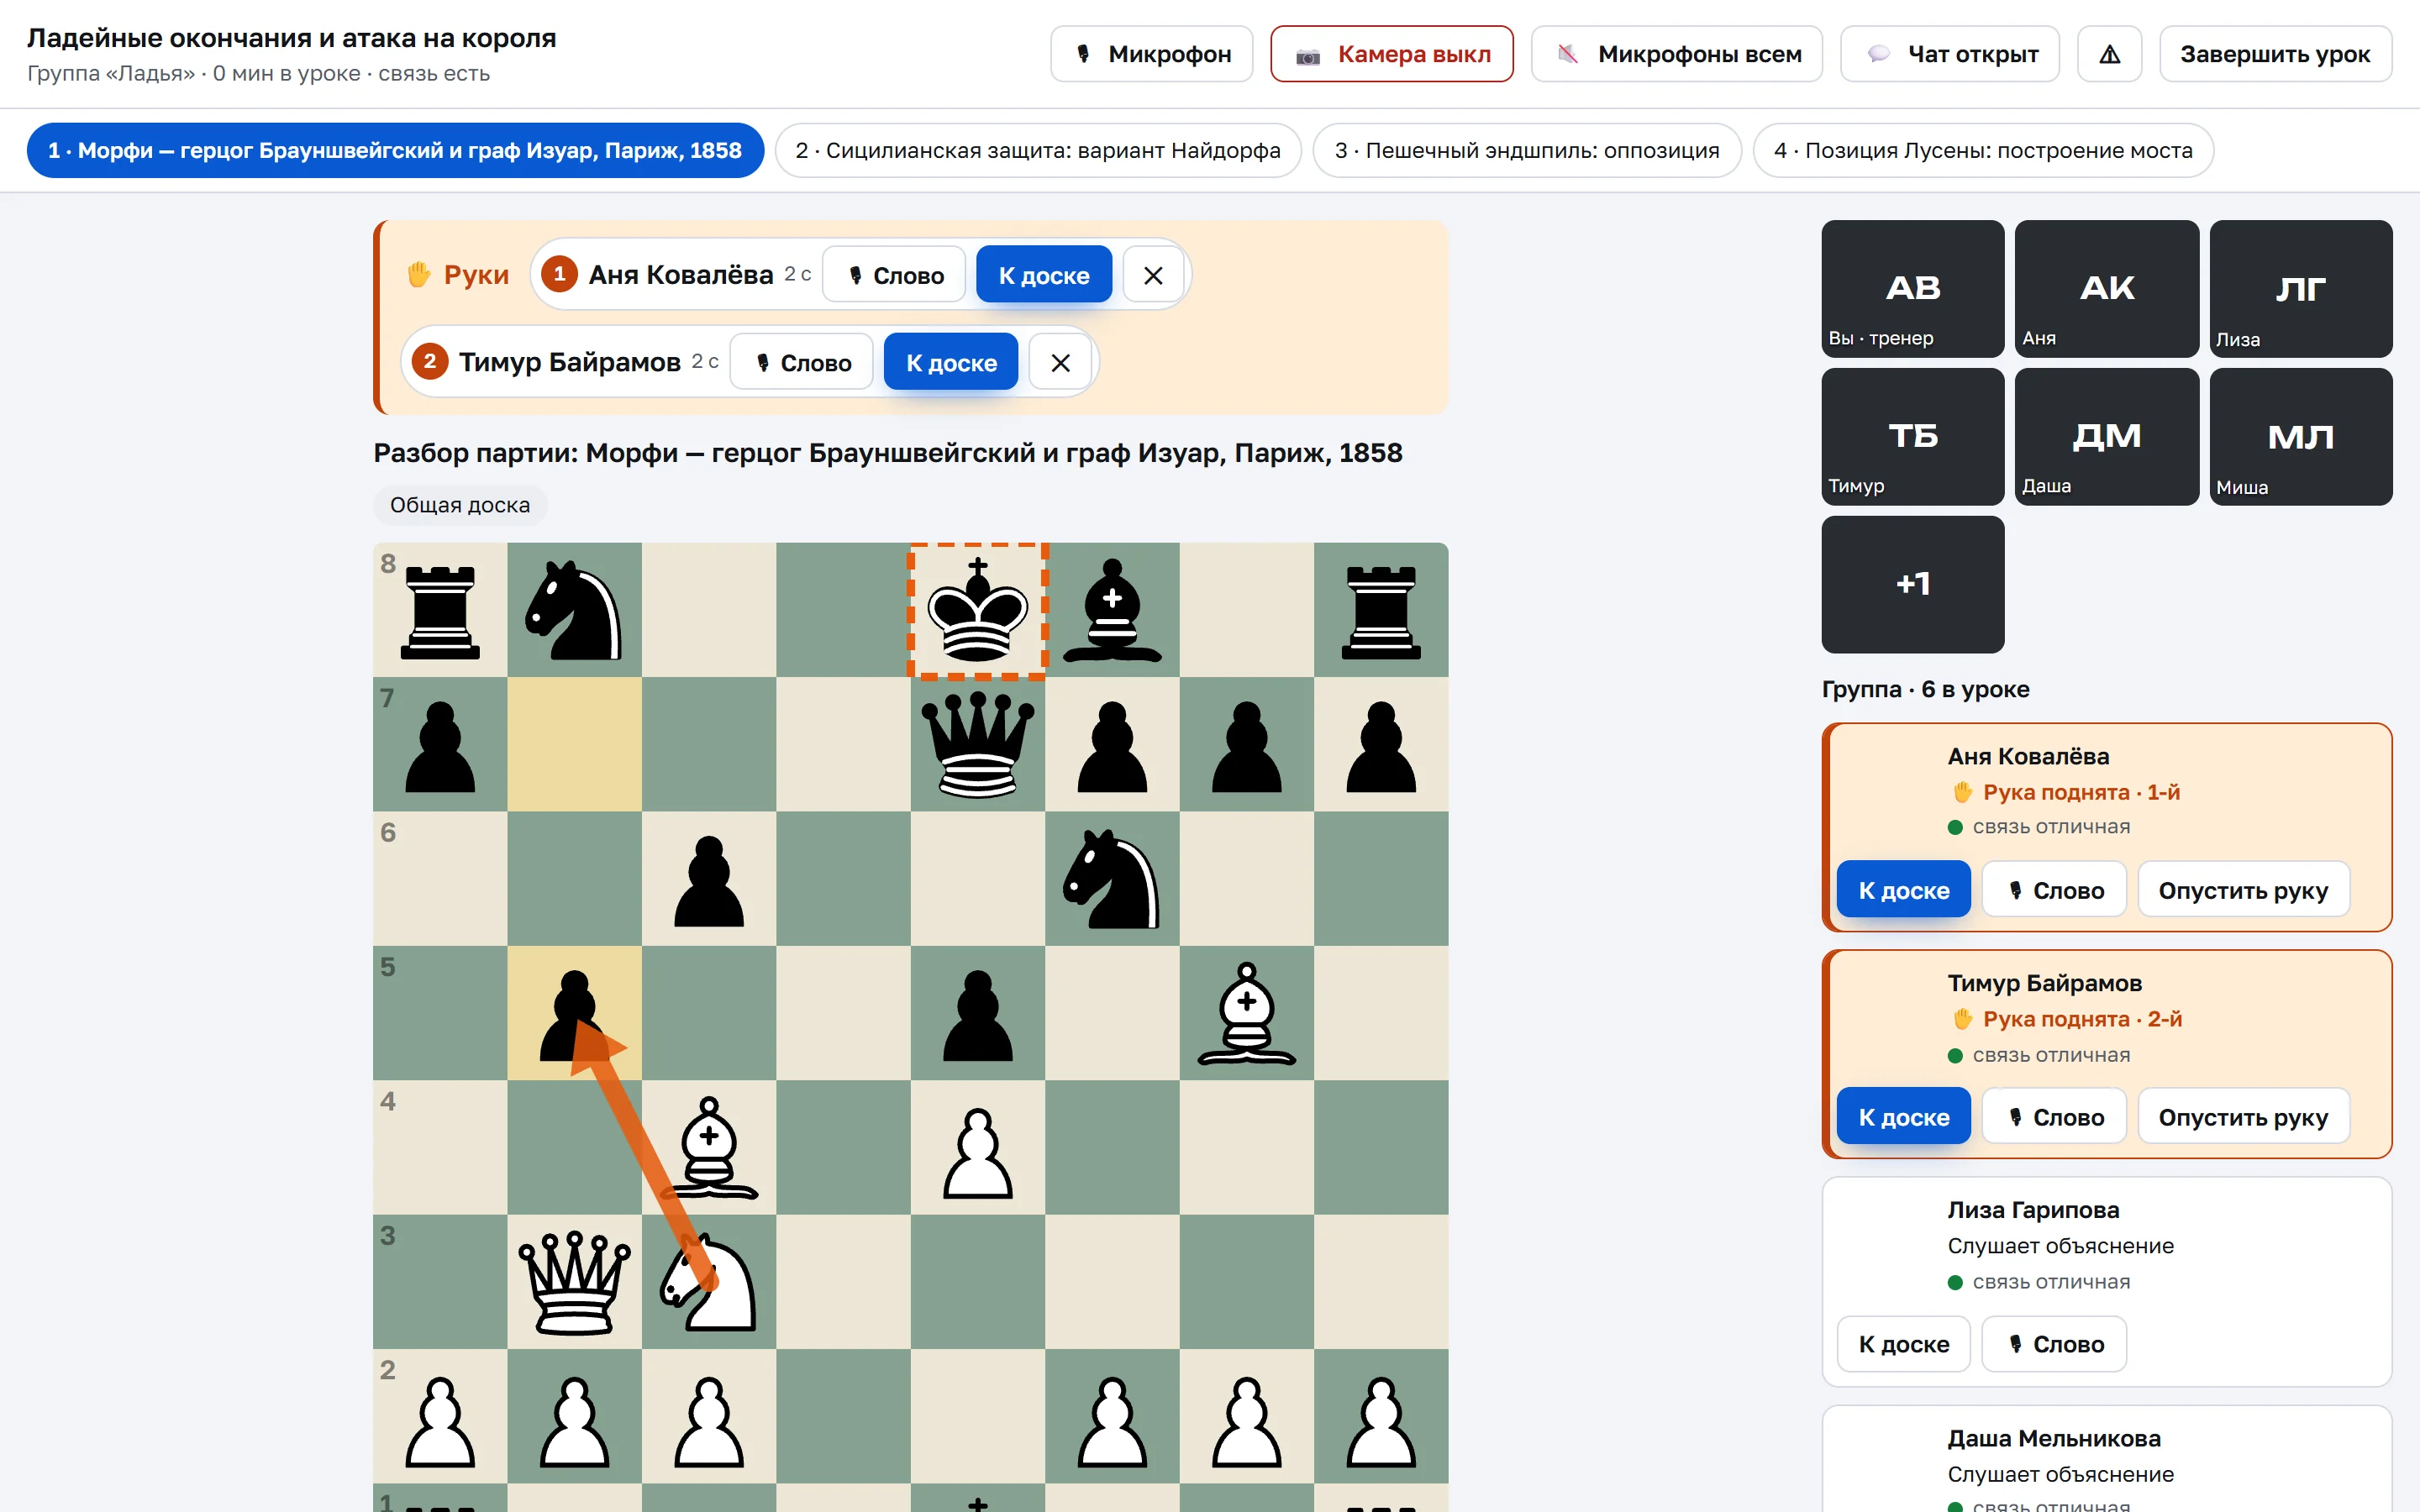 Ладейные окончания и атака на короля
Группа «Ладья» · 0 мин в уроке · связь есть
Микрофон
Камера выкл
Микрофоны всем
Чат открыт
Завершить урок
1 · Морфи — герцог Брауншвейгский и граф Изуар, Париж, 1858
2 · Сицилианская защита: вариант Найдорфа
3 · Пешечный эндшпиль: оппозиция
4 · Позиция Лусены: построение моста
Руки
1 Аня Ковалёва 2 с Слово К доске
2 Тимур Байрамов 2 с Слово К доске
Разбор партии: Морфи — герцог Брауншвейгский и граф Изуар, Париж, 1858
Общая доска
8
7
6
5
4
3
2
1
АВ
Вы · тренер
АК
Аня
ЛГ
Лиза
ТБ
Тимур
ДМ
Даша
МЛ
Миша
+1
Группа · 6 в уроке
Аня Ковалёва
Рука поднята · 1-й
связь отличная
К доске Слово Опустить руку
Тимур Байрамов
Рука поднята · 2-й
связь отличная
К доске Слово Опустить руку
Лиза Гарипова
Слушает объяснение
связь отличная
К доске Слово
Даша Мельникова
Слушает объяснение
связь отличная